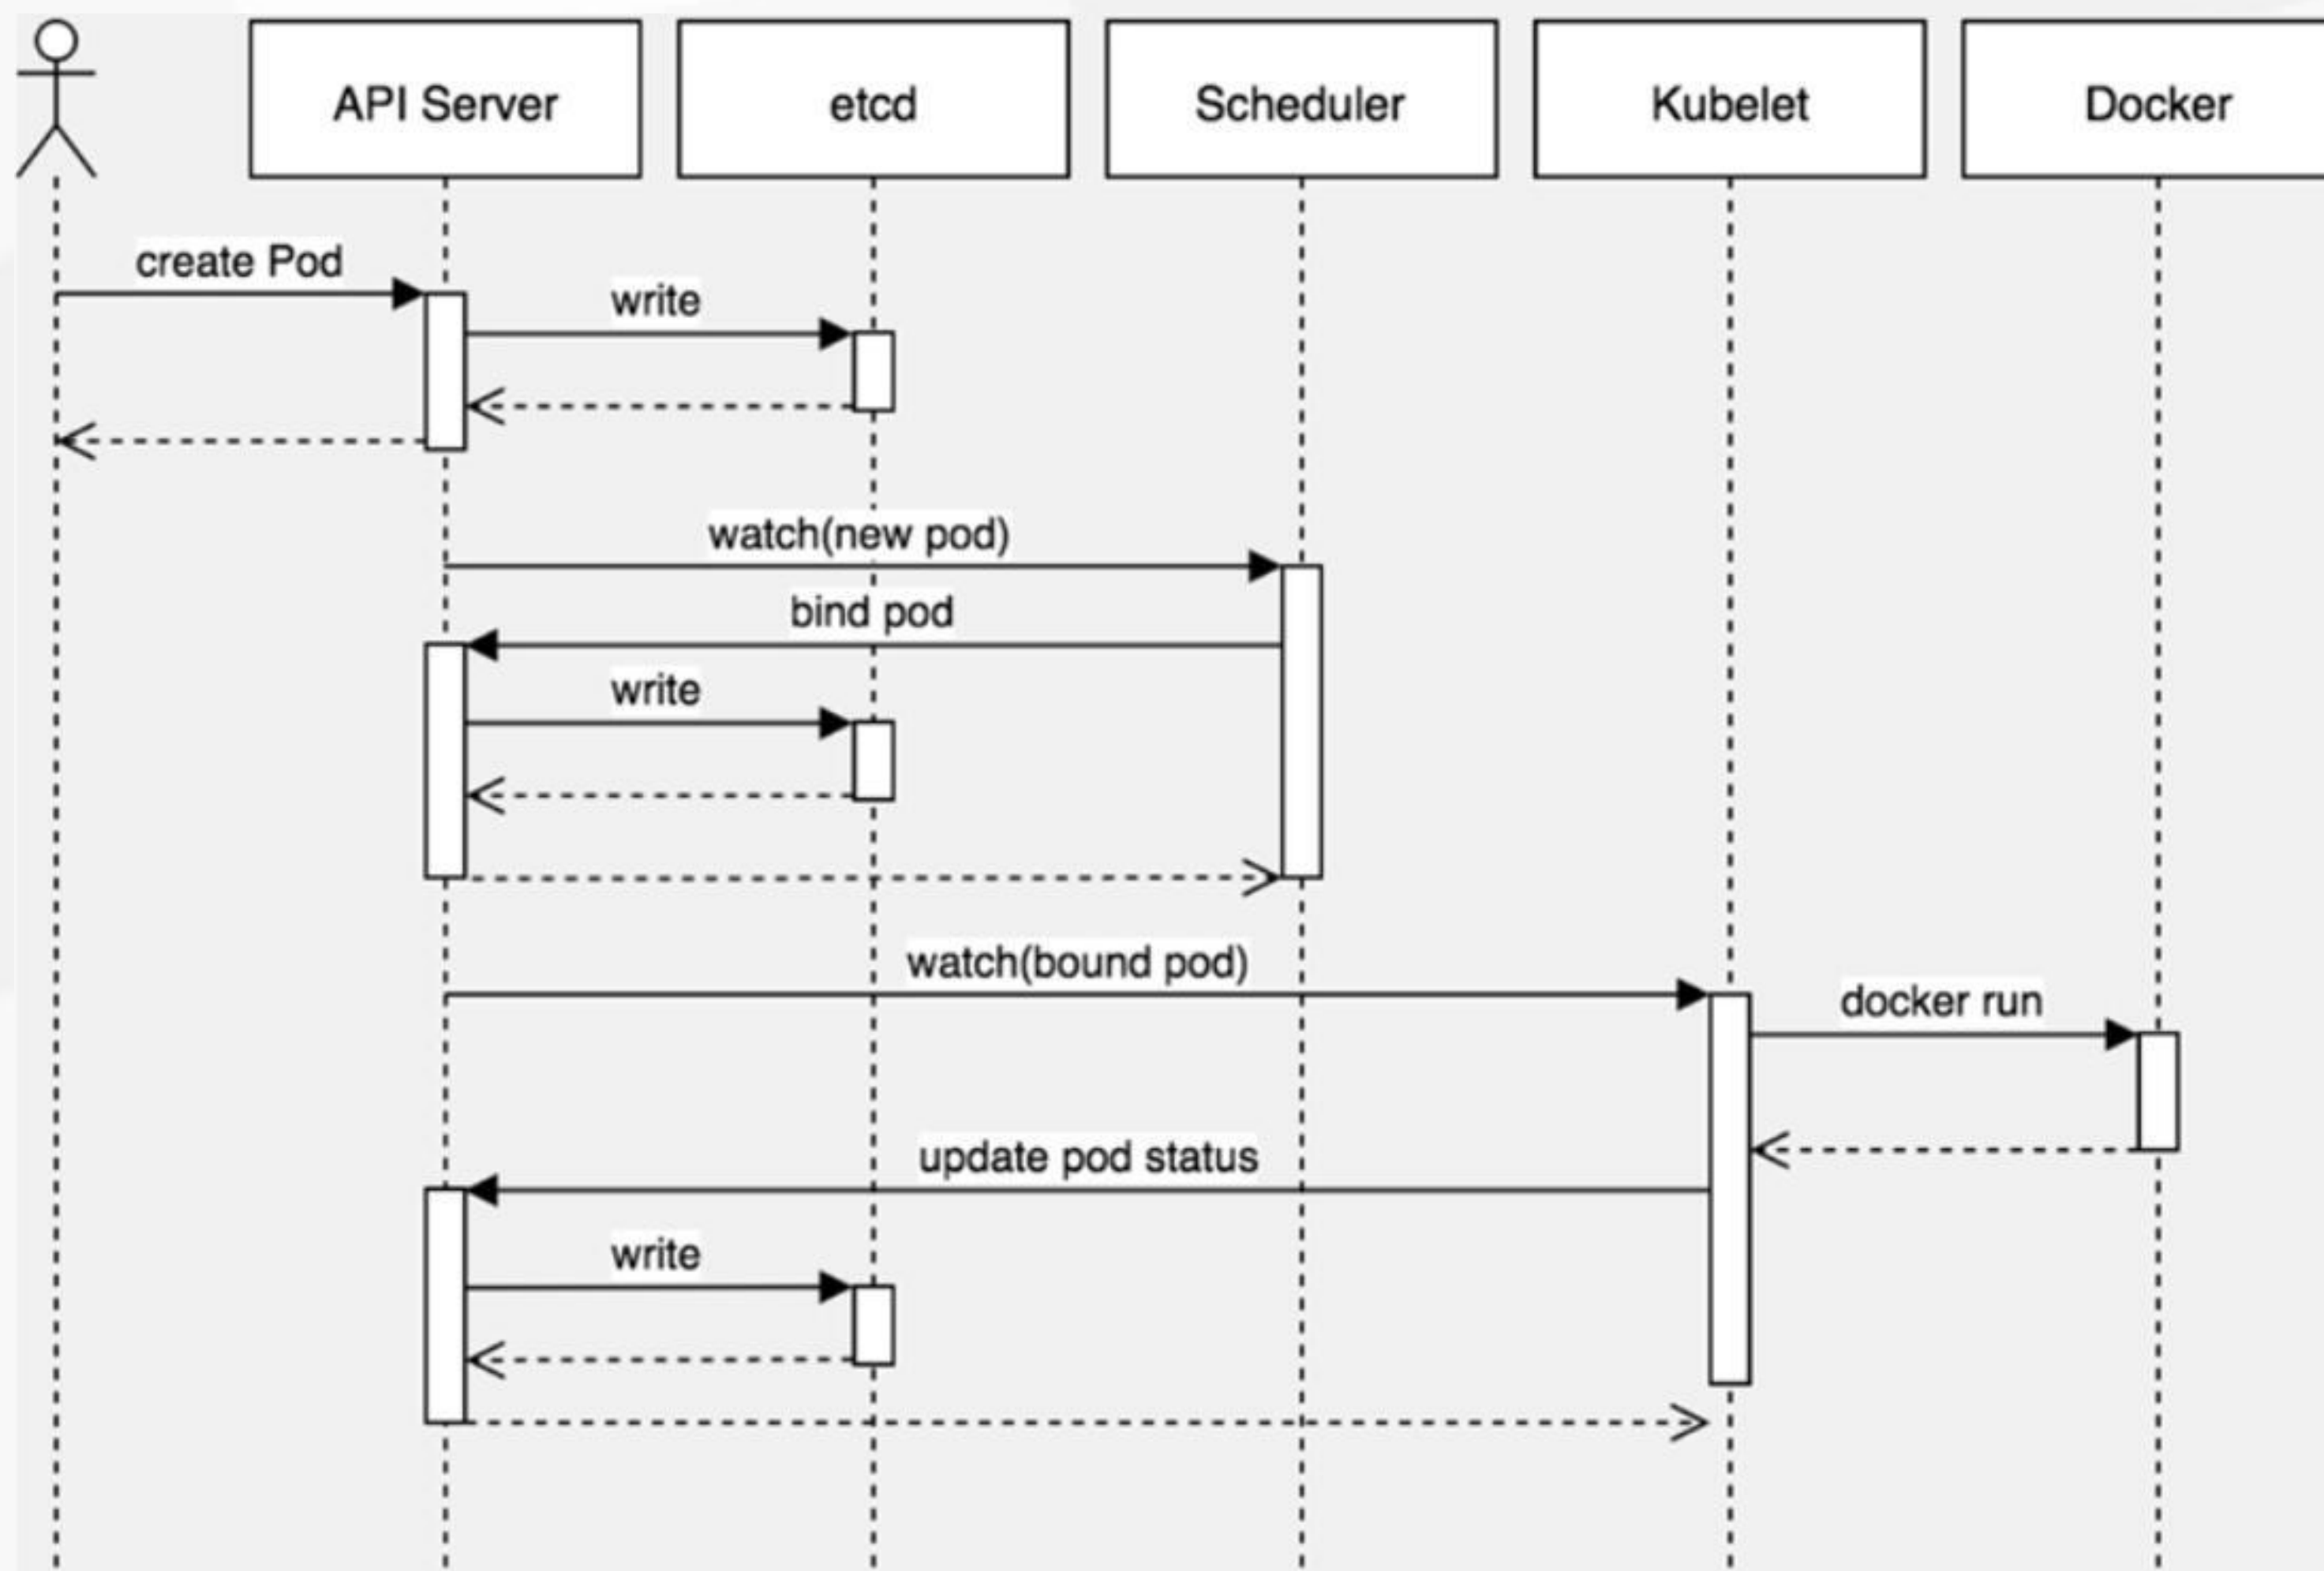 API Server
etcd
Scheduler
Kubelet
Docker
create Pod
write
watch(new pod)
bind pod
write
watch(bound pod)
docker run
update pod status
write